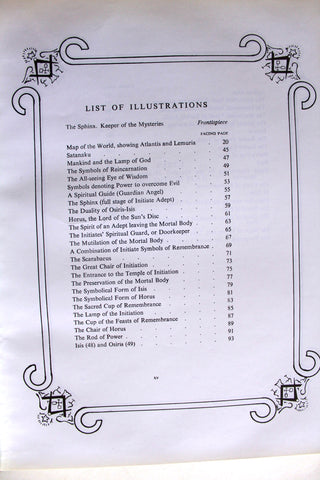 LIST OF ILLUSTRATIONS
The Sphinx. Keeper of the Mysteries Frontispiece
FACING PAGE
Map of the World, showing Atlantis and Lemuria . . 20
Satansku . . . . . . 45
Mankind and the Lamp of God . . . . 47
The Symbols of Reincarnation . . . . 49
The All-seeing Eye of Wisdom . . . . 51
Symbols denoting Power to overcome Evil . . . 53
A Spiritual Guide (Guardian Angel) . . . 55
The Sphinx (full stage of Initiate Adept) . . . 57
The Duality of Osiris-Isis . . . . 59
Horus, the Lord of the Sun's Disc . . . . 61
The Spirit of an Adept leaving the Mortal Body . . 63
The Initiates' Spiritual Guard, or Doorkeeper . . 65
The Mutilation of the Mortal Body . . . 67
A Combination of Initiate Symbols of Remembrance . . 69
The Scarabaeus . . . . . 71
The Great Chair of Initiation . . . . 73
The Entrance to the Temple of Initiation . . . 75
The Preservation of the Mortal Body . . . 77
The Symbolical Form of Isis . . . . 79
The Symbolical Form of Horus . . . . 81
The Sacred Cup of Remembrance . . . . 83
The Lamp of the Initiation . . . . 85
The Cup of the Feasts of Remembrance . . . 87
The Chair of Horus . . . . . 89
The Rod of Power . . . . . 91
Isis (48) and Osiris (49) . . . . . 93
xv